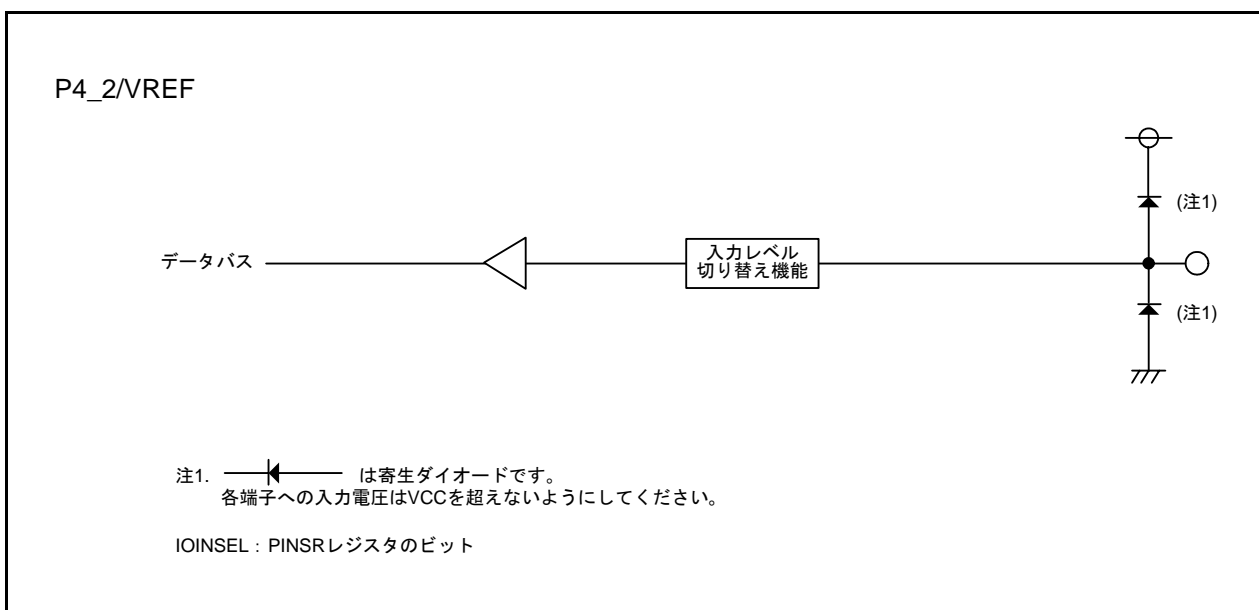 P4_2/VREF
(注1)
データバス
入力レベル
切り替え機能
(注1)
注1. は寄生ダイオードです。
各端子への入力電圧はVCCを超えないようにしてください。
IOINSEL：PINSRレジスタのビット